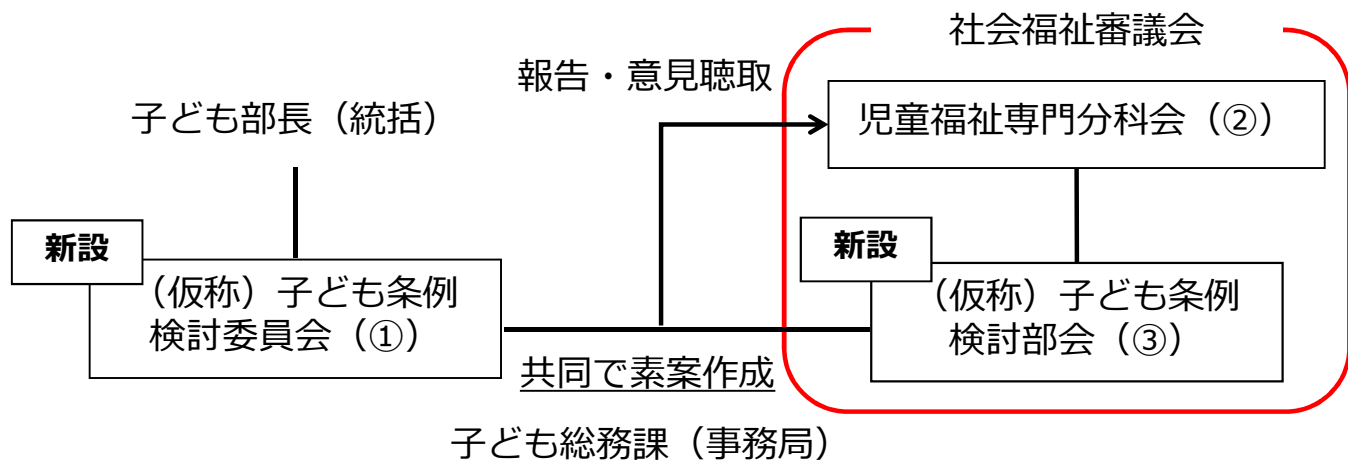 社会福祉審議会
報告・意見聴取
子ども部長（統括）
児童福祉専門分科会（②）
新設
（仮称）子ども条例
検討委員会（①）
新設
（仮称）子ども条例
検討部会（③）
共同で素案作成
子ども総務課（事務局）